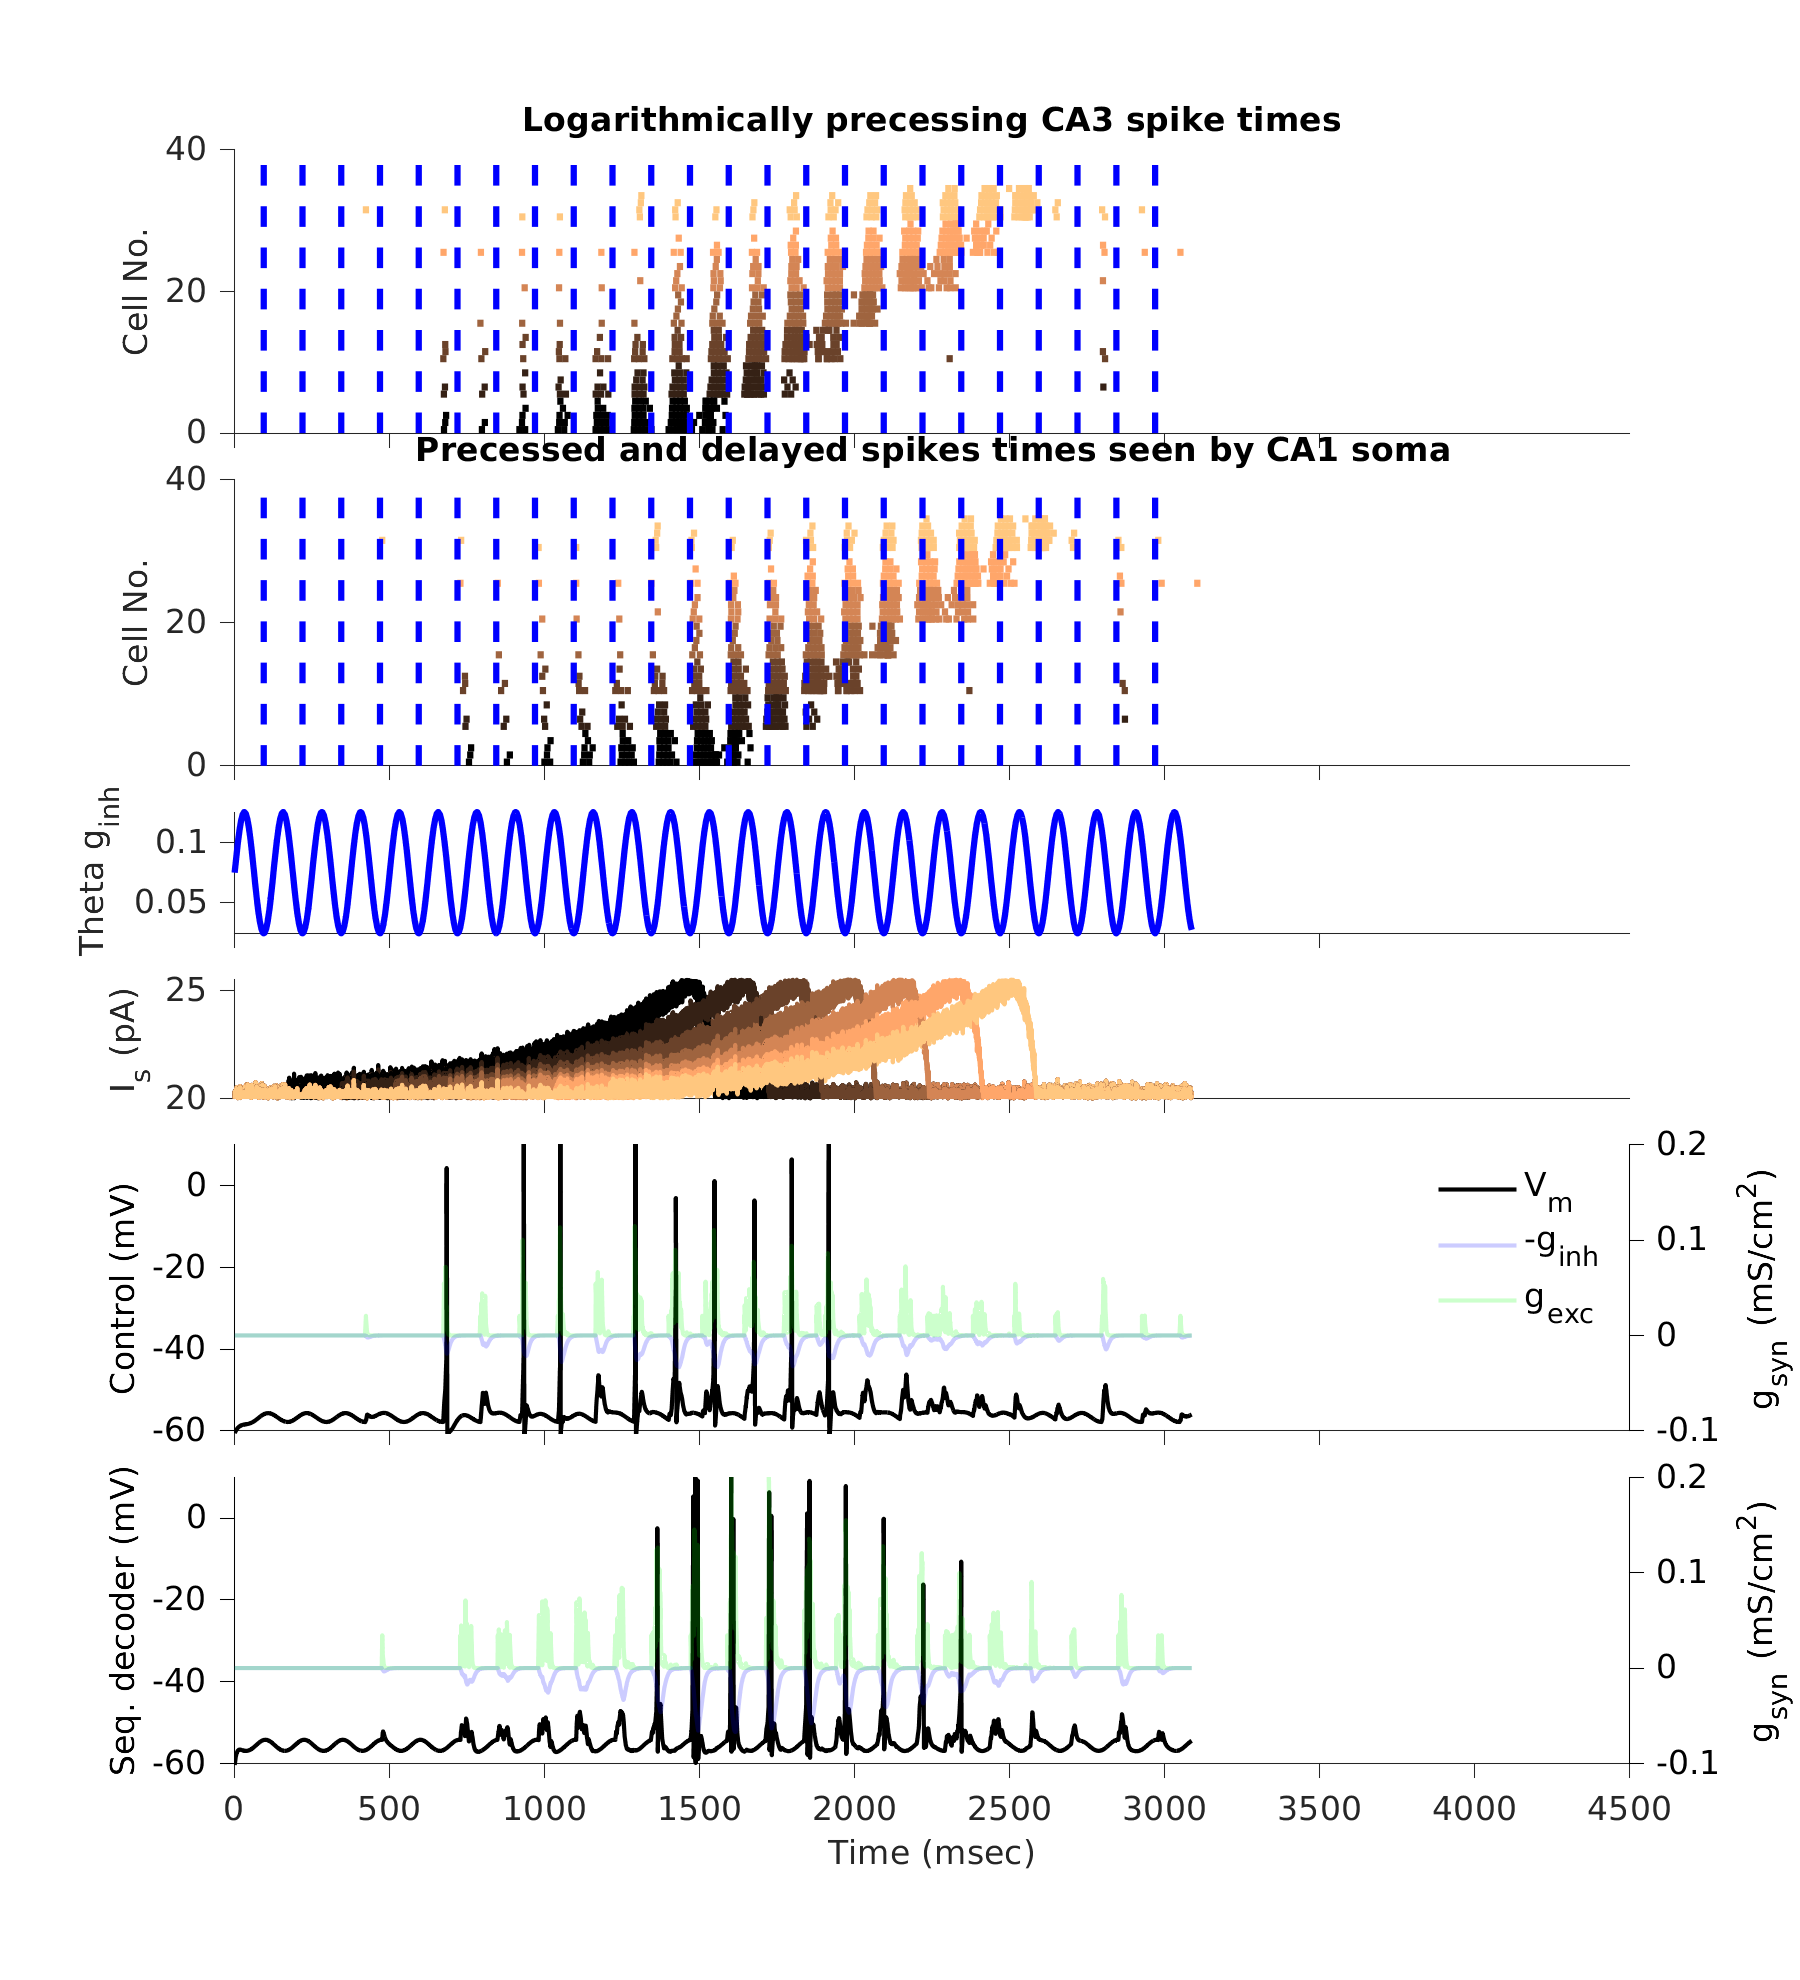 Logarithmically precessing CA3 spike times
40
20
0
Cell No.
Precessed and delayed spikes times seen by CA1 soma
40
20
0
Cell No.
0.1
0.05
Theta g_inh
25
20
I_s (pA)
0
-20
-40
-60
Control (mV)
V_m
-g_inh
g_exc
0.2
0.1
0
-0.1
g_syn (mS/cm^2)
0
-20
-40
-60
Seq. decoder (mV)
0.2
0.1
0
-0.1
g_syn (mS/cm^2)
0 500 1000 1500 2000 2500 3000 3500 4000 4500
Time (msec)